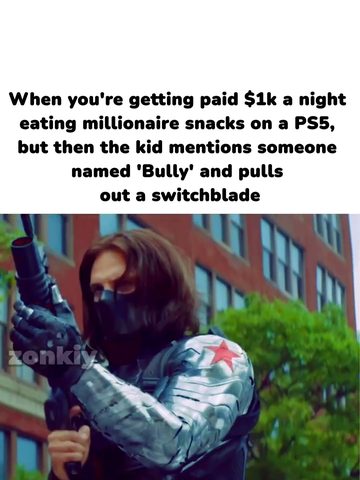 When you're getting paid $1k a night
eating millionaire snacks on a PS5,
but then the kid mentions someone
named 'Bully' and pulls
out a switchblade
zonkiy